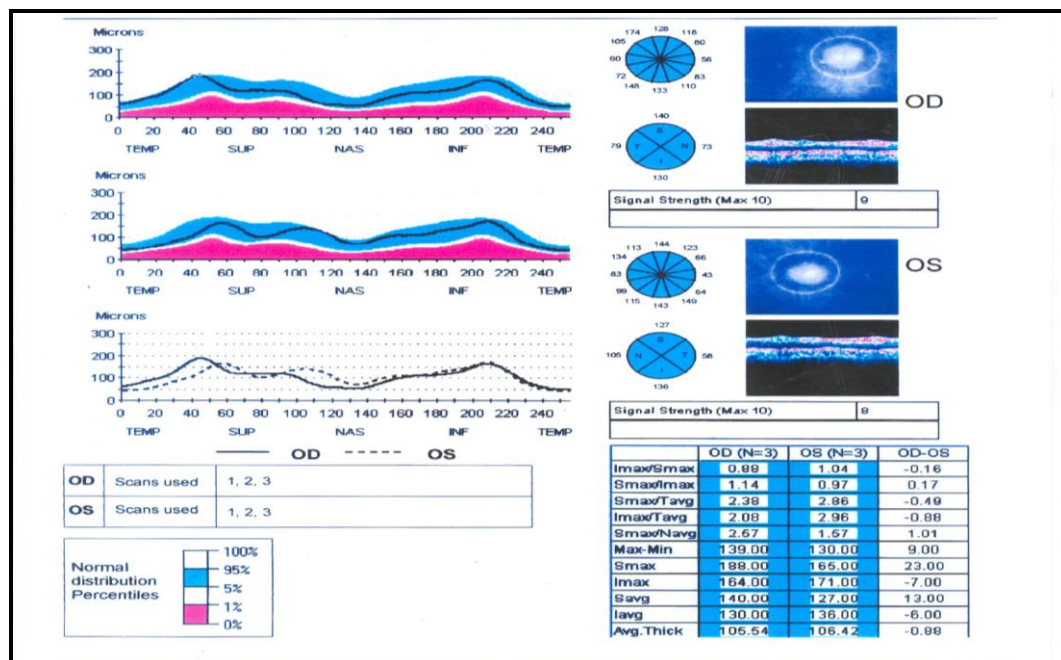 Microns
300
200
100
0
0 20 40 60 80 100 120 140 160 180 200 220 240
TEMP SUP NAS INF TEMP
Microns
300
200
100
0
0 20 40 60 80 100 120 140 160 180 200 220 240
TEMP SUP NAS INF TEMP
Microns
300
200
100
0
0 20 40 60 80 100 120 140 160 180 200 220 240
TEMP SUP NAS INF TEMP
OD OS
OD Scans used 1, 2, 3
OS Scans used 1, 2, 3
Normal
distribution
Percentiles
100%
95%
5%
1%
0%
174 128 118
105 80
60 56
72 83
148 133 110
140
S
79 T N 73
I
130
OD
Signal Strength (Max 10) 9
113 144 123
134 66
83 43
99 64
115 143 149
127
S
105 N T 58
I
136
OS
Signal Strength (Max 10) 8
OD (N=3) OS (N=3) OD-OS
Imax/Smax 0.88 1.04 -0.16
Smax/Imax 1.14 0.97 0.17
Smax/Tavg 2.38 2.86 -0.49
Imax/Tavg 2.08 2.96 -0.88
Smax/Navg 2.57 1.57 1.01
Max-Min 139.00 130.00 9.00
Smax 188.00 165.00 23.00
Imax 164.00 171.00 -7.00
Savg 140.00 127.00 13.00
Iavg 130.00 136.00 -6.00
Avg.Thick 105.54 106.42 -0.88